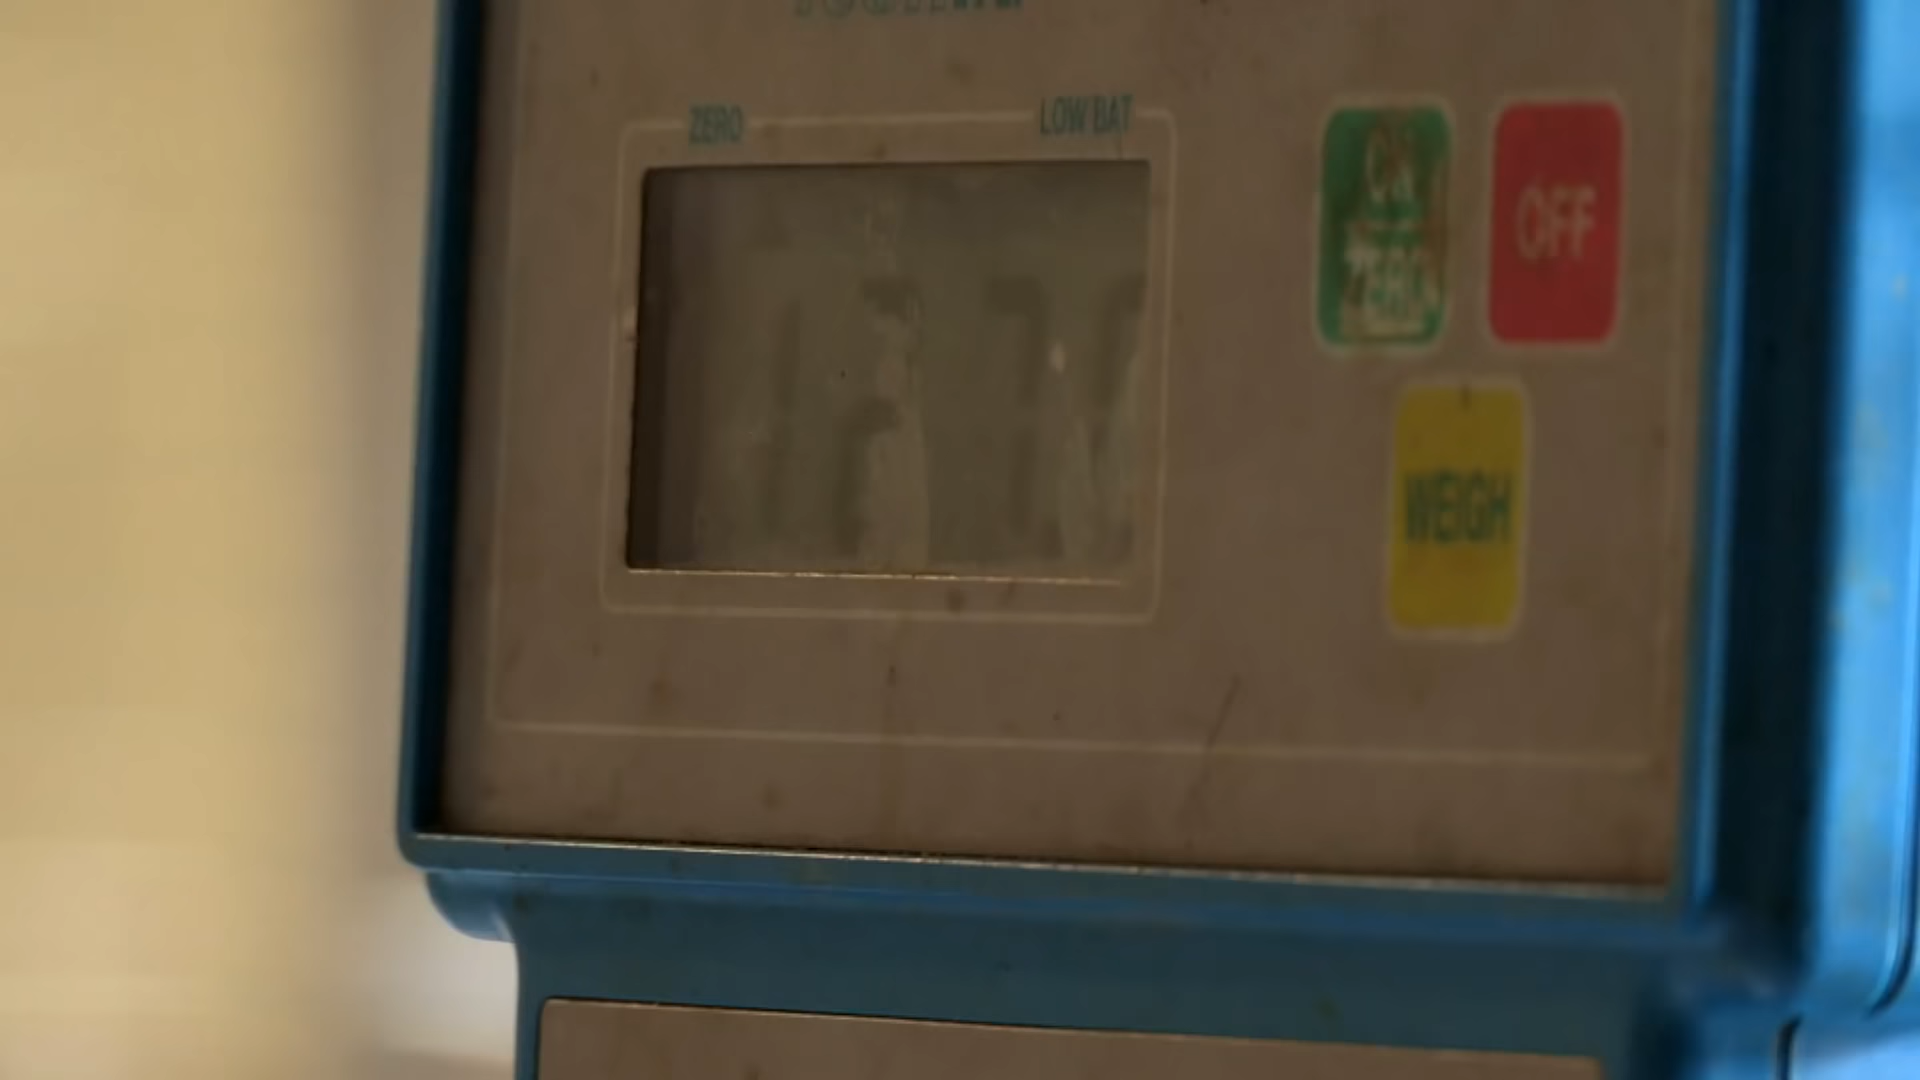 ZERO
LOW BAT
ON
ZERO
OFF
WEIGH